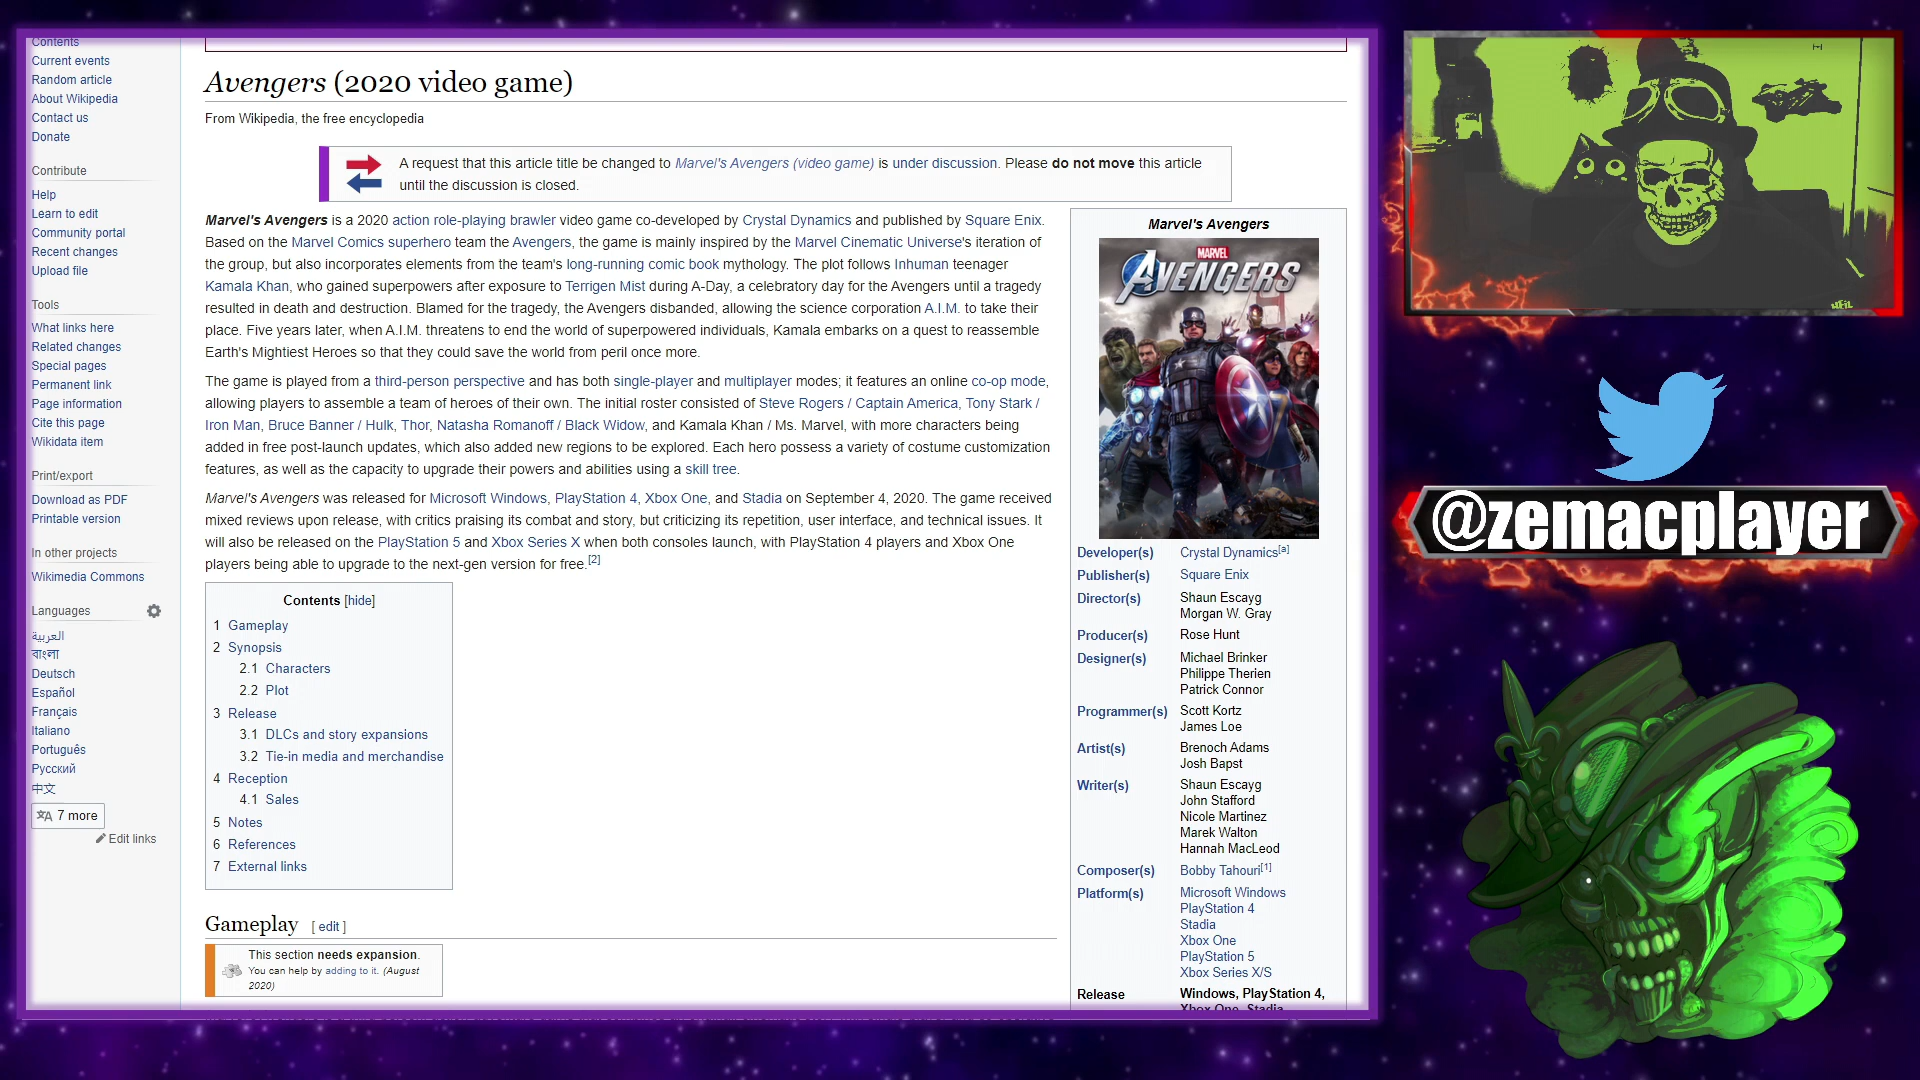 Contents
Current events
Random article
About Wikipedia
Contact us
Donate
Contribute
Help
Learn to edit
Community portal
Recent changes
Upload file
Tools
What links here
Related changes
Special pages
Permanent link
Page information
Cite this page
Wikidata item
Print/export
Download as PDF
Printable version
In other projects
Wikimedia Commons
Languages
العربية
বাংলা
Deutsch
Español
Français
Italiano
Português
Русский
中文
7 more
Edit links
Avengers (2020 video game)
From Wikipedia, the free encyclopedia
A request that this article title be changed to Marvel's Avengers (video game) is under discussion. Please do not move this article
until the discussion is closed.
Marvel's Avengers is a 2020 action role-playing brawler video game co-developed by Crystal Dynamics and published by Square Enix.
Based on the Marvel Comics superhero team the Avengers, the game is mainly inspired by the Marvel Cinematic Universe's iteration of
the group, but also incorporates elements from the team's long-running comic book mythology. The plot follows Inhuman teenager
Kamala Khan, who gained superpowers after exposure to Terrigen Mist during A-Day, a celebratory day for the Avengers until a tragedy
resulted in death and destruction. Blamed for the tragedy, the Avengers disbanded, allowing the science corporation A.I.M. to take their
place. Five years later, when A.I.M. threatens to end the world of superpowered individuals, Kamala embarks on a quest to reassemble
Earth's Mightiest Heroes so that they could save the world from peril once more.
The game is played from a third-person perspective and has both single-player and multiplayer modes; it features an online co-op mode,
allowing players to assemble a team of heroes of their own. The initial roster consisted of Steve Rogers / Captain America, Tony Stark /
Iron Man, Bruce Banner / Hulk, Thor, Natasha Romanoff / Black Widow, and Kamala Khan / Ms. Marvel, with more characters being
added in free post-launch updates, which also added new regions to be explored. Each hero possess a variety of costume customization
features, as well as the capacity to upgrade their powers and abilities using a skill tree.
Marvel's Avengers was released for Microsoft Windows, PlayStation 4, Xbox One, and Stadia on September 4, 2020. The game received
mixed reviews upon release, with critics praising its combat and story, but criticizing its repetition, user interface, and technical issues. It
will also be released on the PlayStation 5 and Xbox Series X when both consoles launch, with PlayStation 4 players and Xbox One
players being able to upgrade to the next-gen version for free.[2]
Contents [hide]
1 Gameplay
2 Synopsis
2.1 Characters
2.2 Plot
3 Release
3.1 DLCs and story expansions
3.2 Tie-in media and merchandise
4 Reception
4.1 Sales
5 Notes
6 References
7 External links
Gameplay [ edit ]
This section needs expansion.
You can help by adding to it. (August
2020)
Marvel's Avengers
MARVEL
AVENGERS
Developer(s) Crystal Dynamics[a]
Publisher(s) Square Enix
Director(s) Shaun Escayg
Morgan W. Gray
Producer(s) Rose Hunt
Designer(s) Michael Brinker
Philippe Therien
Patrick Connor
Programmer(s) Scott Kortz
James Loe
Artist(s) Brenoch Adams
Josh Bapst
Writer(s) Shaun Escayg
John Stafford
Nicole Martinez
Marek Walton
Hannah MacLeod
Composer(s) Bobby Tahouri[1]
Platform(s) Microsoft Windows
PlayStation 4
Stadia
Xbox One
PlayStation 5
Xbox Series X/S
Release Windows, PlayStation 4,
Xbox One, Stadia
@zemacplayer